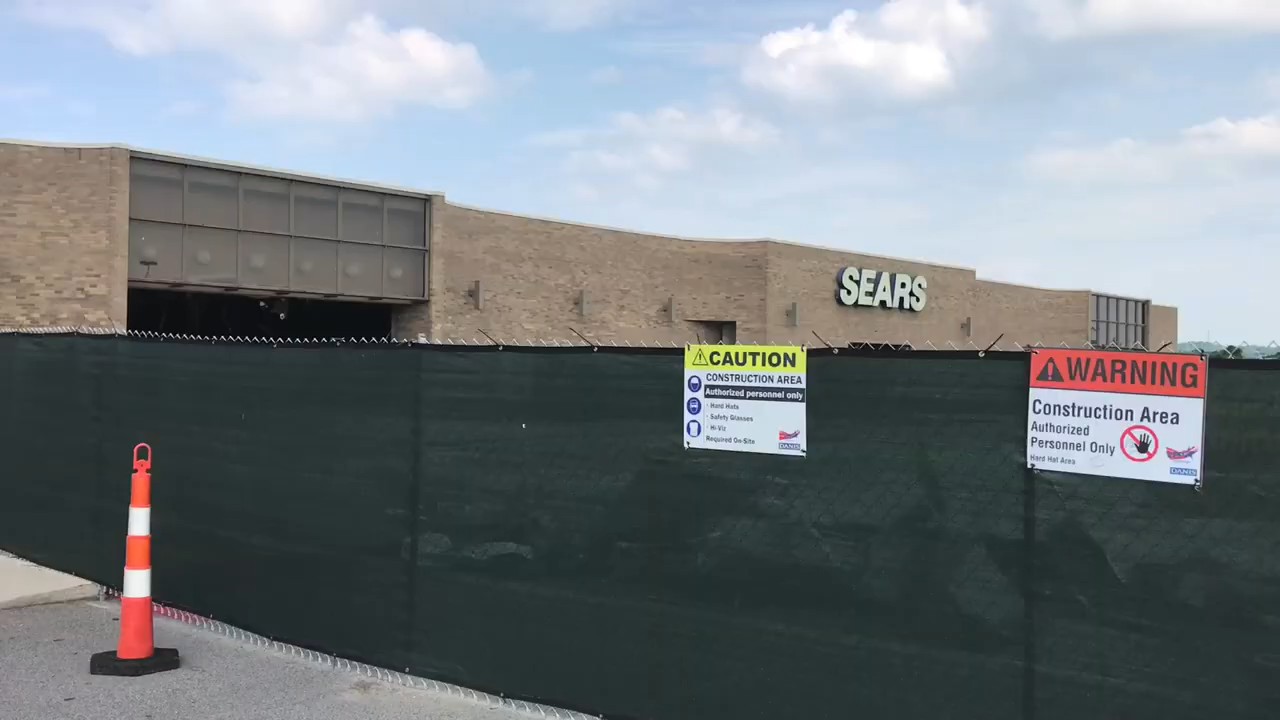 SEARS
CAUTION
CONSTRUCTION AREA
Authorized personnel only
· Hard Hats
· Safety Glasses
· Hi-Viz
Required On-Site
DANIS
WARNING
Construction Area
Authorized
Personnel Only
Hard Hat Area
DANIS